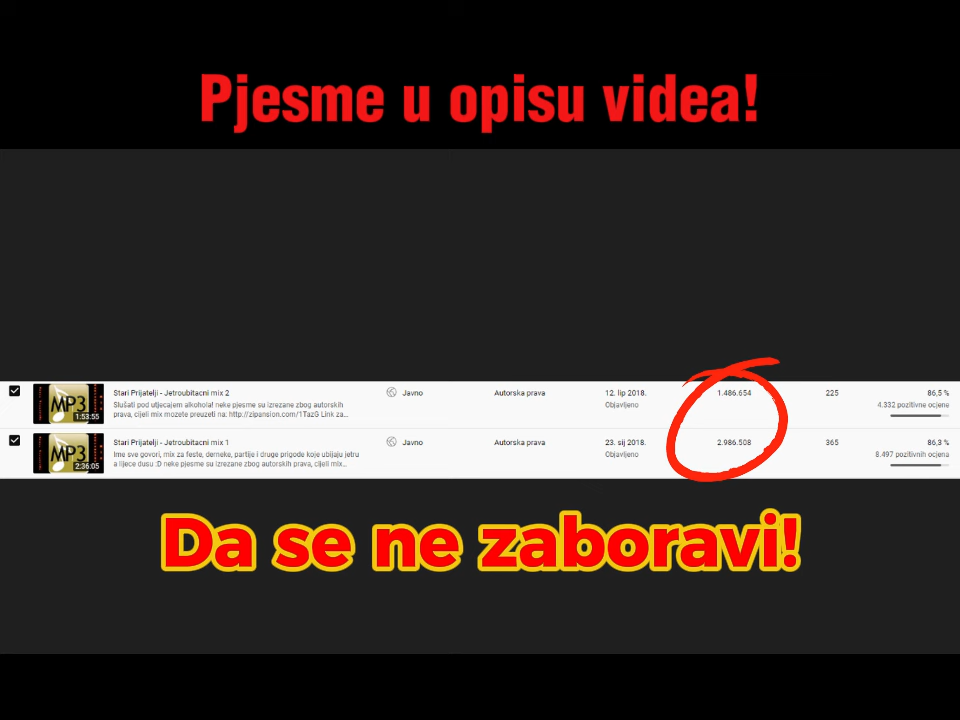 Pjesme u opisu videa!
MP3
1:53:55
Stari Prijatelji - Jetroubitacni mix 2
Slušati pod utjecajem alkohola! neke pjesme su izrezane zbog autorskih
prava, cijeli mix mozete preuzeti na: http://zipansion.com/1TazG Link za...
Javno
Autorska prava
12. lip 2018.
Objavljeno
1.486.654
225
86,5 %
4.332 pozitivne ocjene
MP3
2:36:05
Stari Prijatelji - Jetroubitacni mix 1
Ime sve govori, mix za feste, derneke, partije i druge prigode koje ubijaju jetru
a lijece dusu :D neke pjesme su izrezane zbog autorskih prava, cijli mix...
Javno
Autorska prava
23. sij 2018.
Objavljeno
2.986.508
365
86,3 %
8.497 pozitivnih ocjena
Da se ne zaboravi!